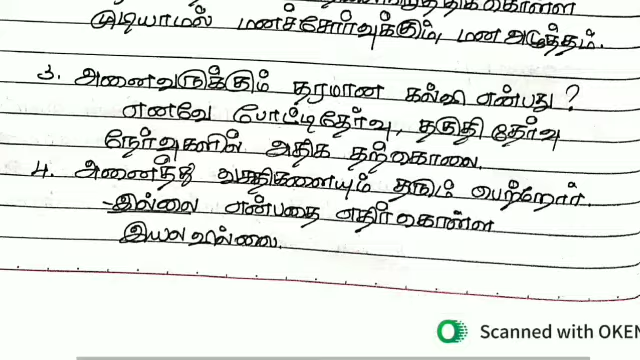 முடியாமல் மனச்சோர்வுக்கும், மன அழுத்தம்.
3. அனைவருக்கும் தரமான கல்வி என்பது?
எனவே போட்டிதேர்வு, தகுதி தேர்வு
நேர்வுகளில் அதிக தற்கொலை.
4. அனைத்து வசதிகளையும் தரும் பெற்றோர்.
-இல்லை என்பதை எதிர்கொள்ள
இயலவில்லை.
Scanned with OKEN